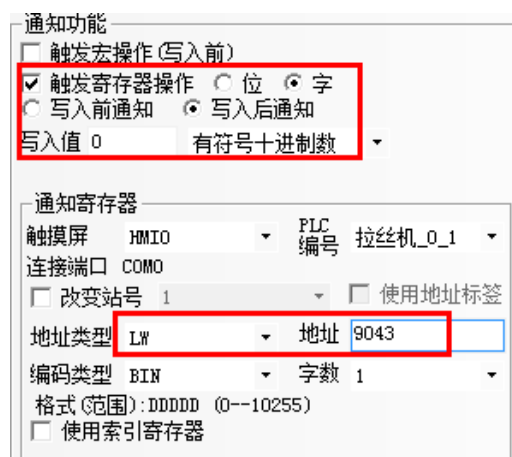 通知功能
触发宏操作(写入前)
触发寄存器操作 位 字
写入前通知 写入后通知
写入值 0 有符号十进制数
通知寄存器
触摸屏 HMI0 PLC编号 拉丝机_0_1
连接端口 COM0
改变站号 1 使用地址标签
地址类型 LW 地址 9043
编码类型 BIN 字数 1
格式(范围):DDDDD (0--10255)
使用索引寄存器